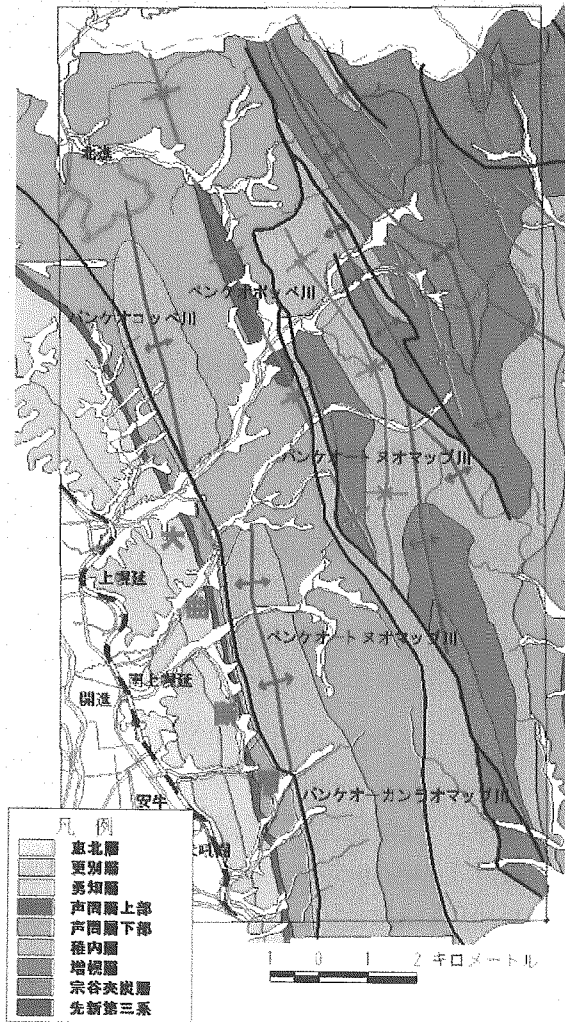 北進
ペンケオポッペ川
パンケオコッペ川
パンケオートヌオマップ川
大
上幌延
曲
ペンケオートヌオマップ川
南上幌延
開進
安牛
パンケオーカンラオマップ川
凡例
恵北層
更別層
勇知層
声問層上部
声問層下部
稚内層
増幌層
宗谷夾炭層
先新第三系
1 0 1 2 キロメートル